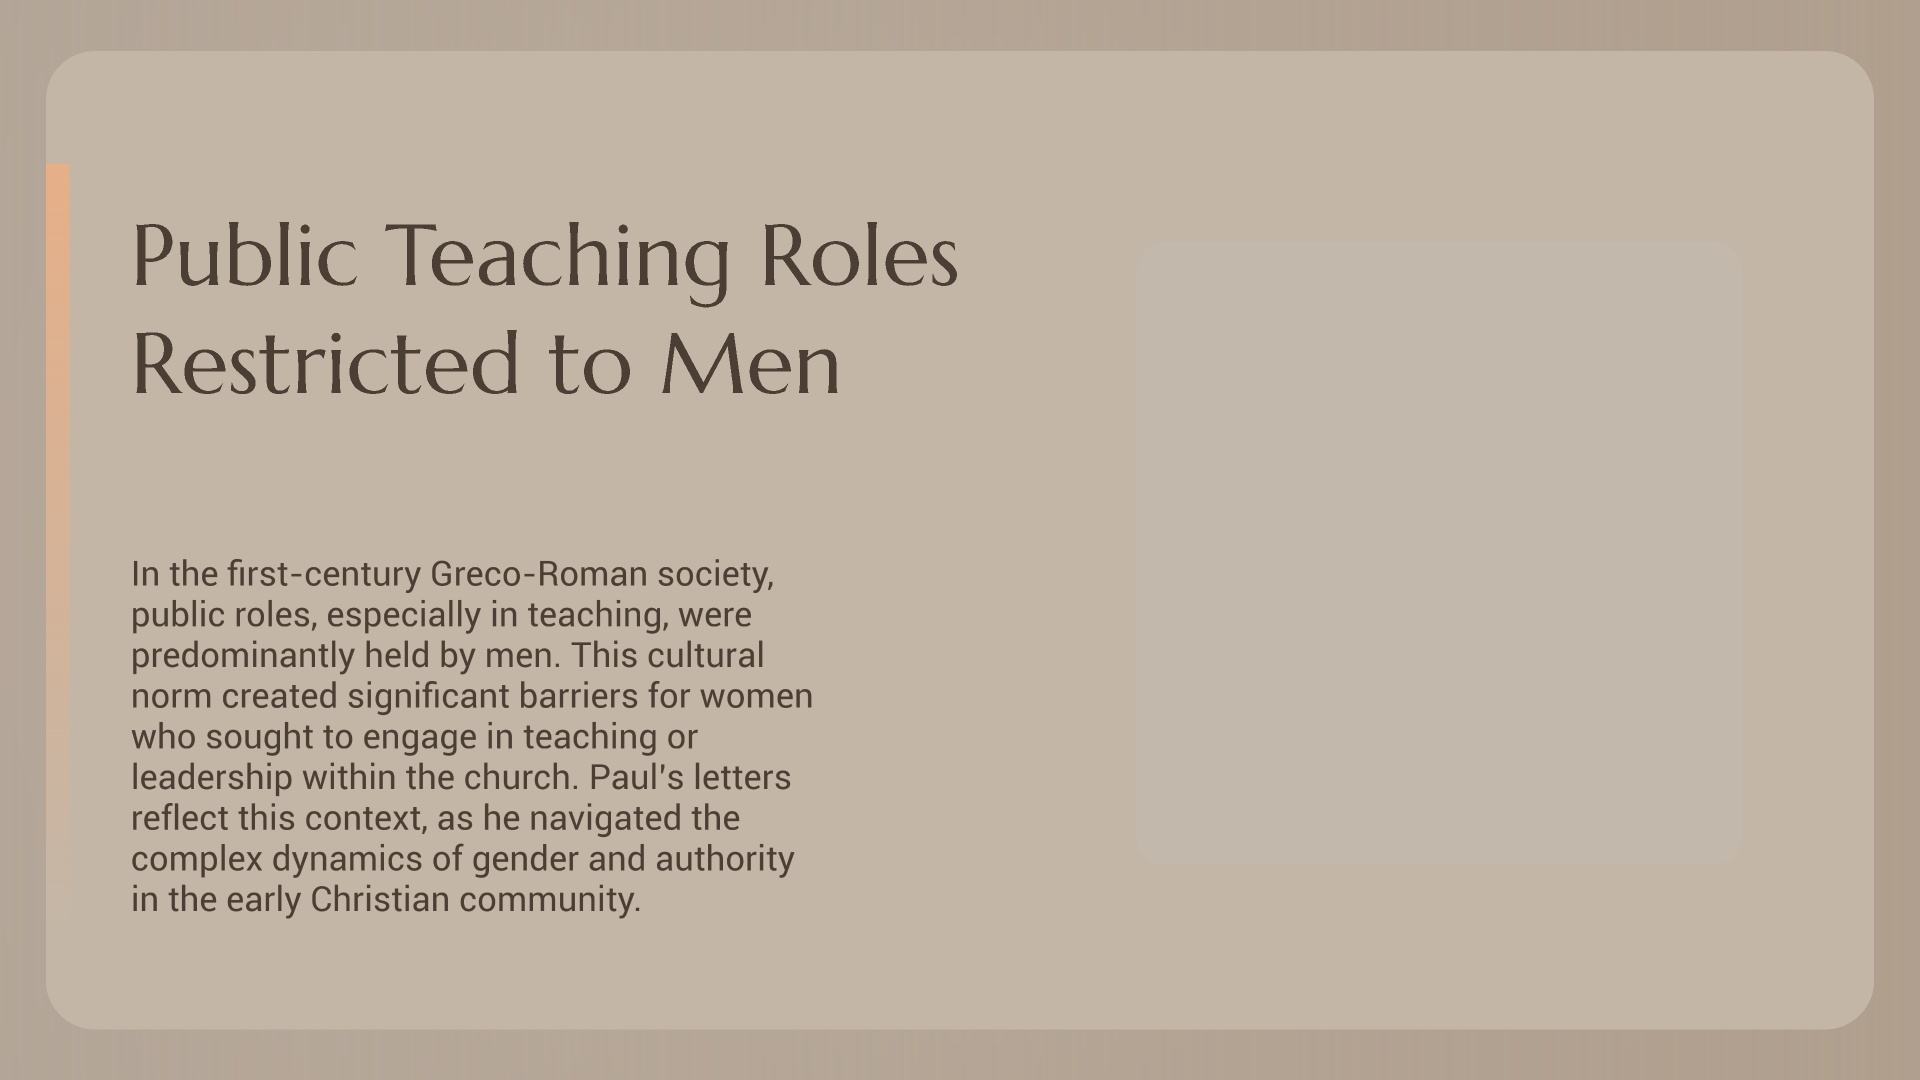 Public Teaching Roles
Restricted to Men
In the first-century Greco-Roman society,
public roles, especially in teaching, were
predominantly held by men. This cultural
norm created significant barriers for women
who sought to engage in teaching or
leadership within the church. Paul's letters
reflect this context, as he navigated the
complex dynamics of gender and authority
in the early Christian community.